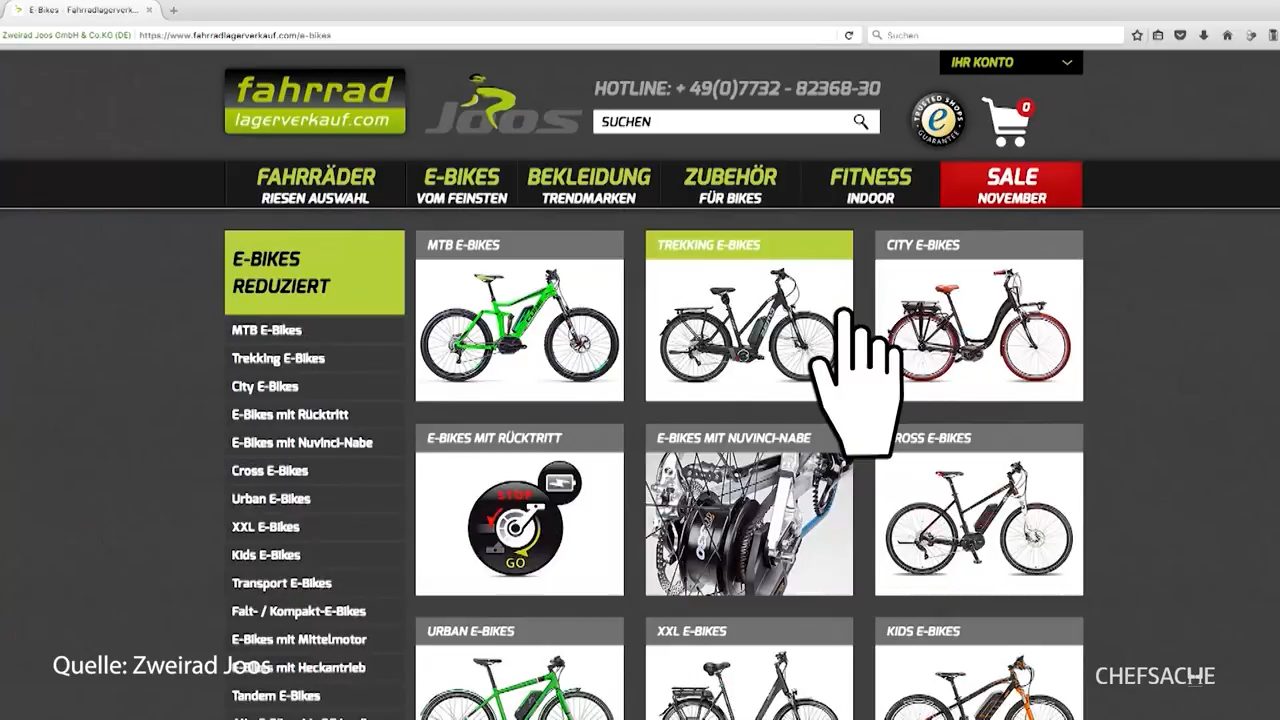 E-Bikes - Fahrradlagerverk...
Zweirad Joos GmbH & Co.KG (DE)
https://www.fahrradlagerverkauf.com/e-bikes
Suchen
IHR KONTO
fahrrad
lagerverkauf.com
Joos
HOTLINE: + 49(0)7732 - 82368-30
SUCHEN
TRUSTED SHOPS
e
GUARANTEE
0
FAHRRÄDER
RIESEN AUSWAHL
E-BIKES
VOM FEINSTEN
BEKLEIDUNG
TRENDMARKEN
ZUBEHÖR
FÜR BIKES
FITNESS
INDOOR
SALE
NOVEMBER
E-BIKES
REDUZIERT
MTB E-Bikes
Trekking E-Bikes
City E-Bikes
E-Bikes mit Rücktritt
E-Bikes mit Nuvinci-Nabe
Cross E-Bikes
Urban E-Bikes
XXL E-Bikes
Kids E-Bikes
Transport E-Bikes
Falt- / Kompakt-E-Bikes
E-Bikes mit Mittelmotor
E-Bikes mit Heckantrieb
Tandem E-Bikes
MTB E-BIKES
TREKKING E-BIKES
CITY E-BIKES
E-BIKES MIT RÜCKTRITT
STOP
GO
E-BIKES MIT NUVINCI-NABE
ROSS E-BIKES
URBAN E-BIKES
XXL E-BIKES
KIDS E-BIKES
Quelle: Zweirad Joos
CHEFSACHE